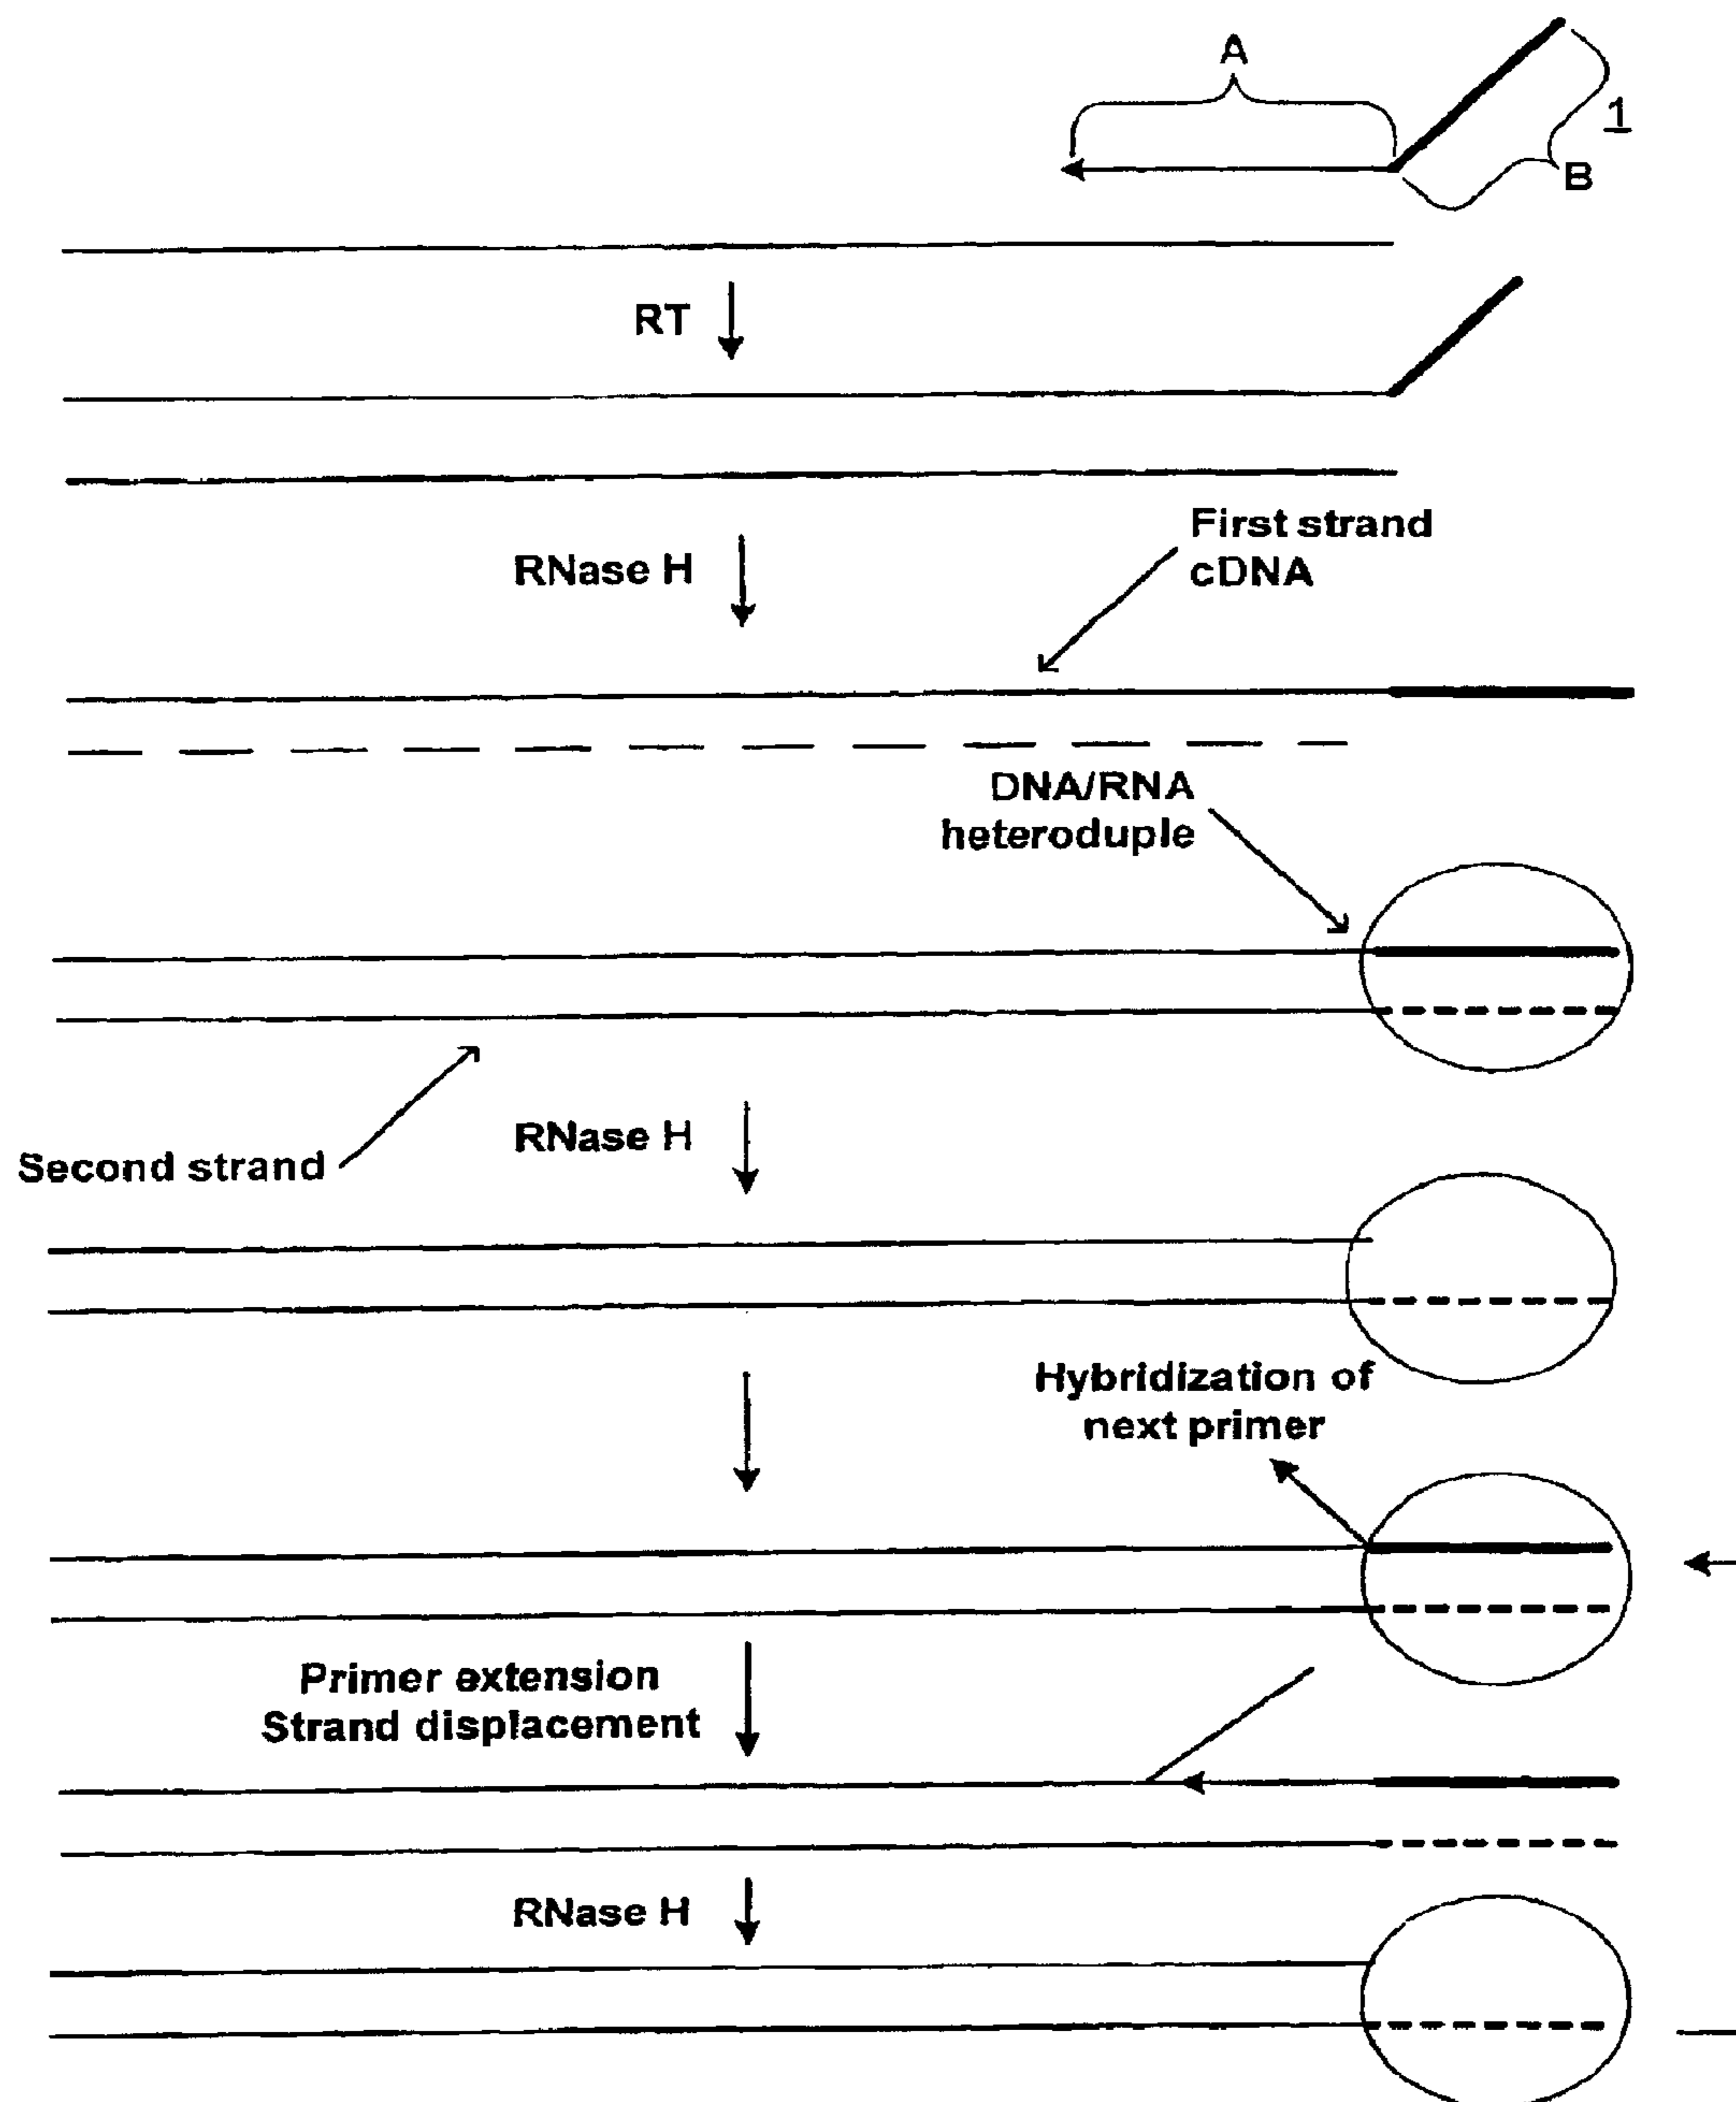 A
1
B
RT
First strand
cDNA
RNase H
DNA/RNA
heteroduple
Second strand
RNase H
Hybridization of
next primer
Primer extension
Strand displacement
RNase H